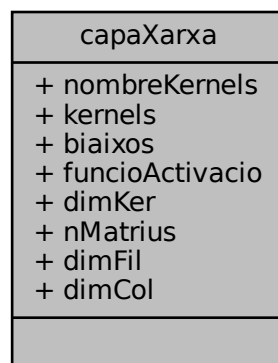 capaXarxa
+ nombreKernels
+ kernels
+ biaixos
+ funcioActivacio
+ dimKer
+ nMatrius
+ dimFil
+ dimCol